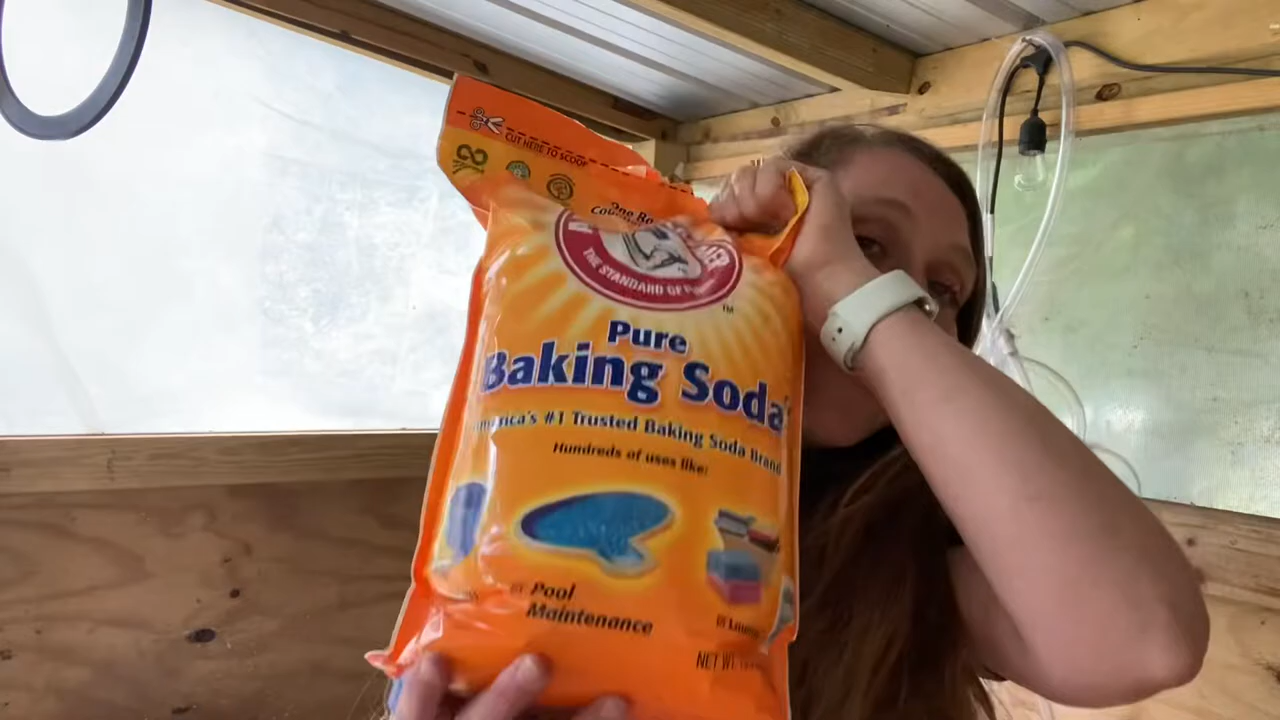 CUT HERE TO SCOOP
THE STANDARD OF
TM
Pure
Baking Soda
#1 Trusted Baking Soda Brand
Hundreds of uses like:
Pool
Maintenance
NET WT